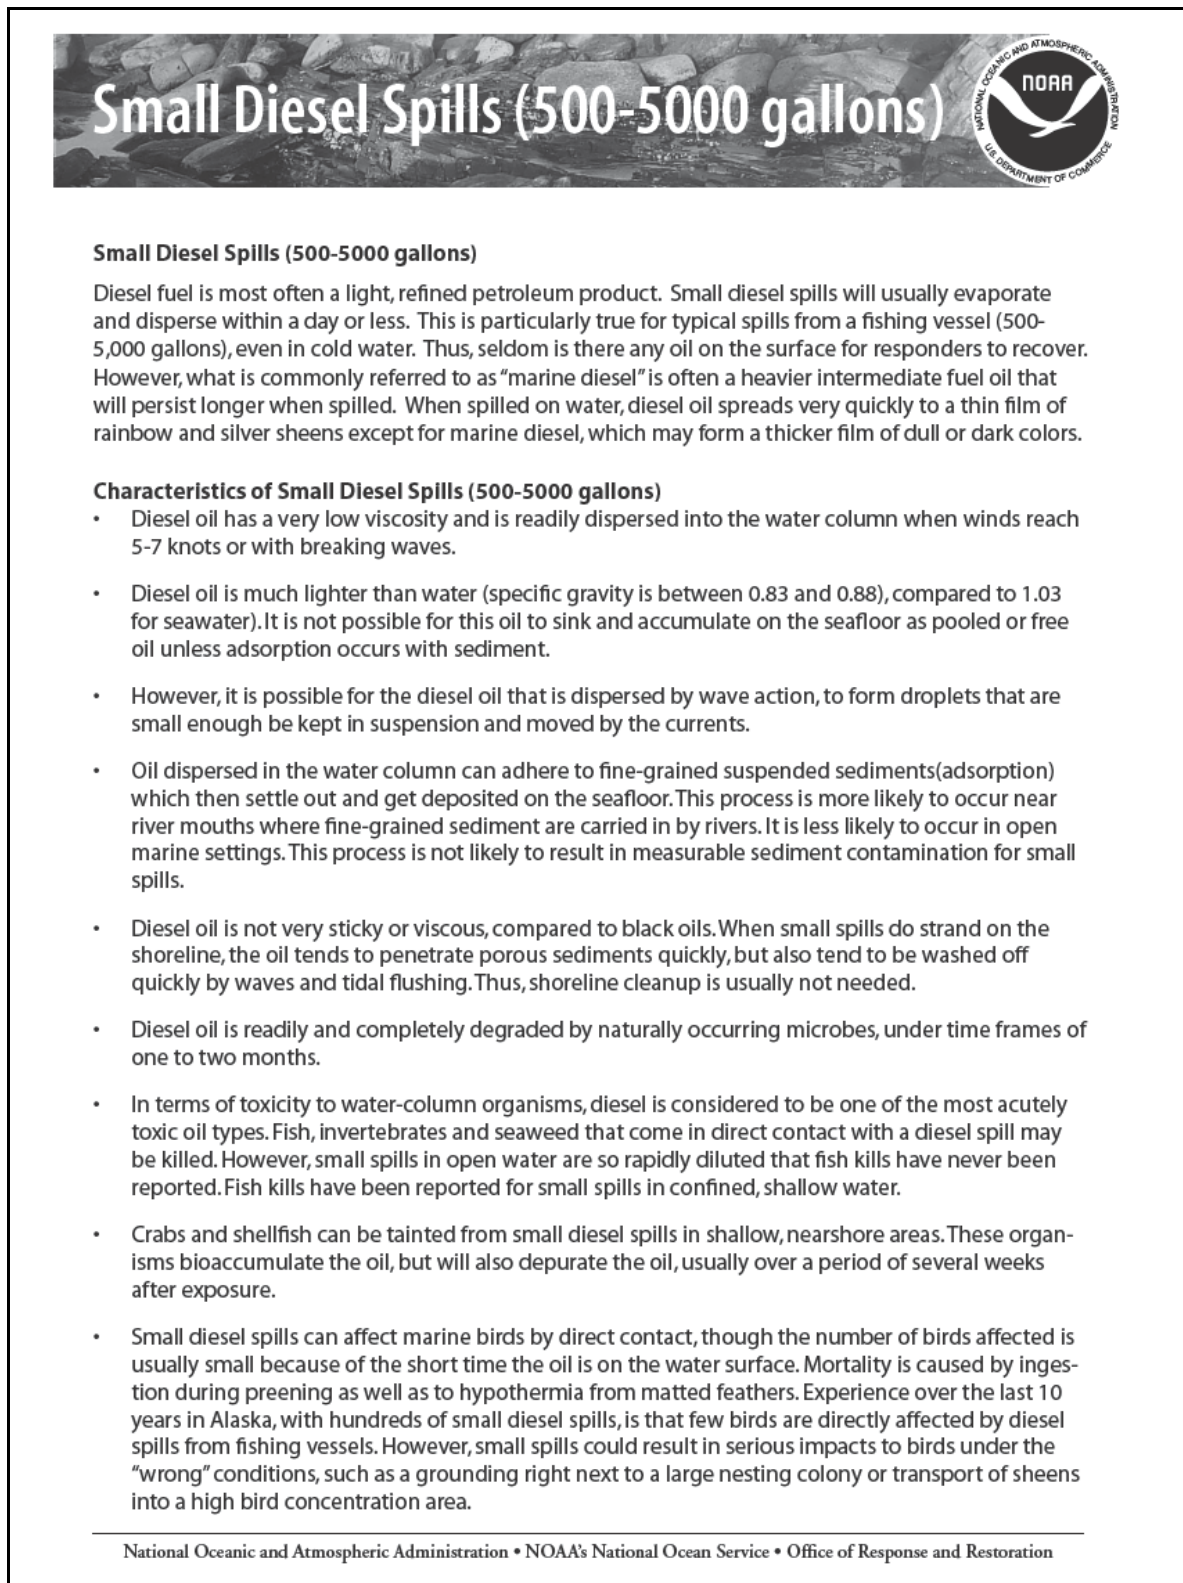 Small Diesel Spills (500-5000 gallons)
NATIONAL OCEANIC AND ATMOSPHERIC ADMINISTRATION
NOAA
U.S. DEPARTMENT OF COMMERCE
Small Diesel Spills (500-5000 gallons)
Diesel fuel is most often a light, refined petroleum product. Small diesel spills will usually evaporate
and disperse within a day or less. This is particularly true for typical spills from a fishing vessel (500-
5,000 gallons), even in cold water. Thus, seldom is there any oil on the surface for responders to recover.
However, what is commonly referred to as “marine diesel” is often a heavier intermediate fuel oil that
will persist longer when spilled. When spilled on water, diesel oil spreads very quickly to a thin film of
rainbow and silver sheens except for marine diesel, which may form a thicker film of dull or dark colors.
Characteristics of Small Diesel Spills (500-5000 gallons)
• Diesel oil has a very low viscosity and is readily dispersed into the water column when winds reach
5-7 knots or with breaking waves.
• Diesel oil is much lighter than water (specific gravity is between 0.83 and 0.88), compared to 1.03
for seawater). It is not possible for this oil to sink and accumulate on the seafloor as pooled or free
oil unless adsorption occurs with sediment.
• However, it is possible for the diesel oil that is dispersed by wave action, to form droplets that are
small enough be kept in suspension and moved by the currents.
• Oil dispersed in the water column can adhere to fine-grained suspended sediments(adsorption)
which then settle out and get deposited on the seafloor. This process is more likely to occur near
river mouths where fine-grained sediment are carried in by rivers. It is less likely to occur in open
marine settings. This process is not likely to result in measurable sediment contamination for small
spills.
• Diesel oil is not very sticky or viscous, compared to black oils. When small spills do strand on the
shoreline, the oil tends to penetrate porous sediments quickly, but also tend to be washed off
quickly by waves and tidal flushing. Thus, shoreline cleanup is usually not needed.
• Diesel oil is readily and completely degraded by naturally occurring microbes, under time frames of
one to two months.
• In terms of toxicity to water-column organisms, diesel is considered to be one of the most acutely
toxic oil types. Fish, invertebrates and seaweed that come in direct contact with a diesel spill may
be killed. However, small spills in open water are so rapidly diluted that fish kills have never been
reported. Fish kills have been reported for small spills in confined, shallow water.
• Crabs and shellfish can be tainted from small diesel spills in shallow, nearshore areas. These organ-
isms bioaccumulate the oil, but will also depurate the oil, usually over a period of several weeks
after exposure.
• Small diesel spills can affect marine birds by direct contact, though the number of birds affected is
usually small because of the short time the oil is on the water surface. Mortality is caused by inges-
tion during preening as well as to hypothermia from matted feathers. Experience over the last 10
years in Alaska, with hundreds of small diesel spills, is that few birds are directly affected by diesel
spills from fishing vessels. However, small spills could result in serious impacts to birds under the
“wrong” conditions, such as a grounding right next to a large nesting colony or transport of sheens
into a high bird concentration area.
National Oceanic and Atmospheric Administration • NOAA’s National Ocean Service • Office of Response and Restoration